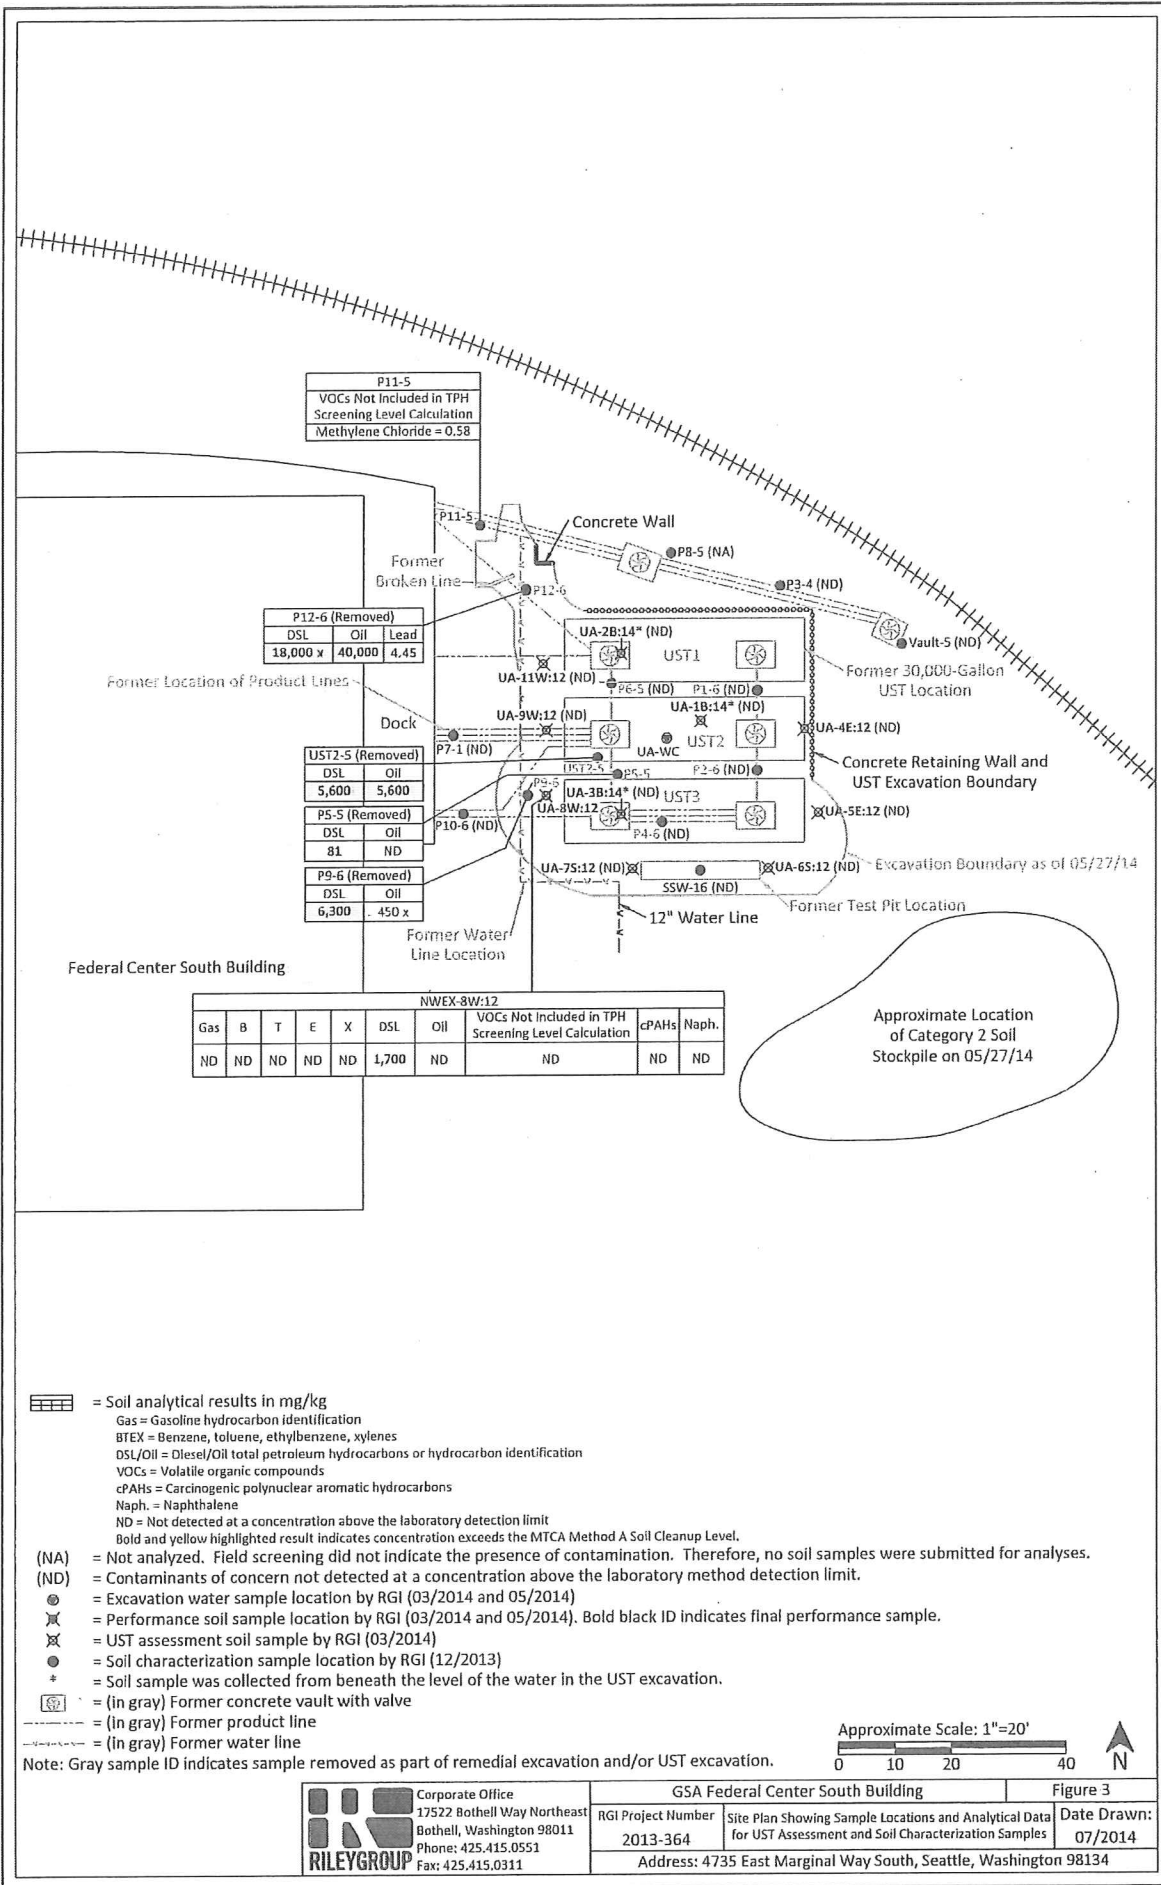 P11-5
VOCs Not Included in TPH
Screening Level Calculation
Methylene Chloride = 0.58
P11-5
Concrete Wall
P8-5 (NA)
Former
Broken Line
P3-4 (ND)
P12-6
P12-6 (Removed)
DSL Oil Lead
18,000 x 40,000 4.45
UA-2B:14* (ND)
UST1
Vault-5 (ND)
Former 30,000-Gallon
UST Location
UA-11W:12 (ND)
Former Location of Product Lines
P6-5 (ND)
P1-6 (ND)
Dock
UA-9W:12 (ND)
UA-1B:14* (ND)
UA-4E:12 (ND)
P7-1 (ND)
UA-WC
UST2
UST2-5 (Removed)
DSL Oil
5,600 5,600
UST2-5
P5-5
P2-6 (ND)
Concrete Retaining Wall and
UST Excavation Boundary
P9-6
UA-3B:14* (ND)
UST3
UA-8W:12
P5-5 (Removed)
DSL Oil
81 ND
P10-6 (ND)
UA-5E:12 (ND)
P4-6 (ND)
UA-7S:12 (ND)
UA-6S:12 (ND)
Excavation Boundary as of 05/27/14
P9-6 (Removed)
DSL Oil
6,300 450 x
SSW-16 (ND)
Former Test Pit Location
12" Water Line
Former Water
Line Location
Federal Center South Building
NWEX-8W:12
Gas B T E X DSL Oil VOCs Not Included in TPH Screening Level Calculation cPAHs Naph.
ND ND ND ND ND 1,700 ND ND ND ND
Approximate Location
of Category 2 Soil
Stockpile on 05/27/14
= Soil analytical results in mg/kg
Gas = Gasoline hydrocarbon identification
BTEX = Benzene, toluene, ethylbenzene, xylenes
DSL/Oil = Diesel/Oil total petroleum hydrocarbons or hydrocarbon identification
VOCs = Volatile organic compounds
cPAHs = Carcinogenic polynuclear aromatic hydrocarbons
Naph. = Naphthalene
ND = Not detected at a concentration above the laboratory detection limit
Bold and yellow highlighted result indicates concentration exceeds the MTCA Method A Soil Cleanup Level.
(NA) = Not analyzed. Field screening did not indicate the presence of contamination. Therefore, no soil samples were submitted for analyses.
(ND) = Contaminants of concern not detected at a concentration above the laboratory method detection limit.
= Excavation water sample location by RGI (03/2014 and 05/2014)
= Performance soil sample location by RGI (03/2014 and 05/2014). Bold black ID indicates final performance sample.
= UST assessment soil sample by RGI (03/2014)
= Soil characterization sample location by RGI (12/2013)
* = Soil sample was collected from beneath the level of the water in the UST excavation.
= (in gray) Former concrete vault with valve
= (in gray) Former product line
= (in gray) Former water line
Note: Gray sample ID indicates sample removed as part of remedial excavation and/or UST excavation.
Approximate Scale: 1"=20'
0 10 20 40
N
RILEYGROUP
Corporate Office
17522 Bothell Way Northeast
Bothell, Washington 98011
Phone: 425.415.0551
Fax: 425.415.0311
GSA Federal Center South Building
Figure 3
RGI Project Number
2013-364
Site Plan Showing Sample Locations and Analytical Data
for UST Assessment and Soil Characterization Samples
Date Drawn:
07/2014
Address: 4735 East Marginal Way South, Seattle, Washington 98134